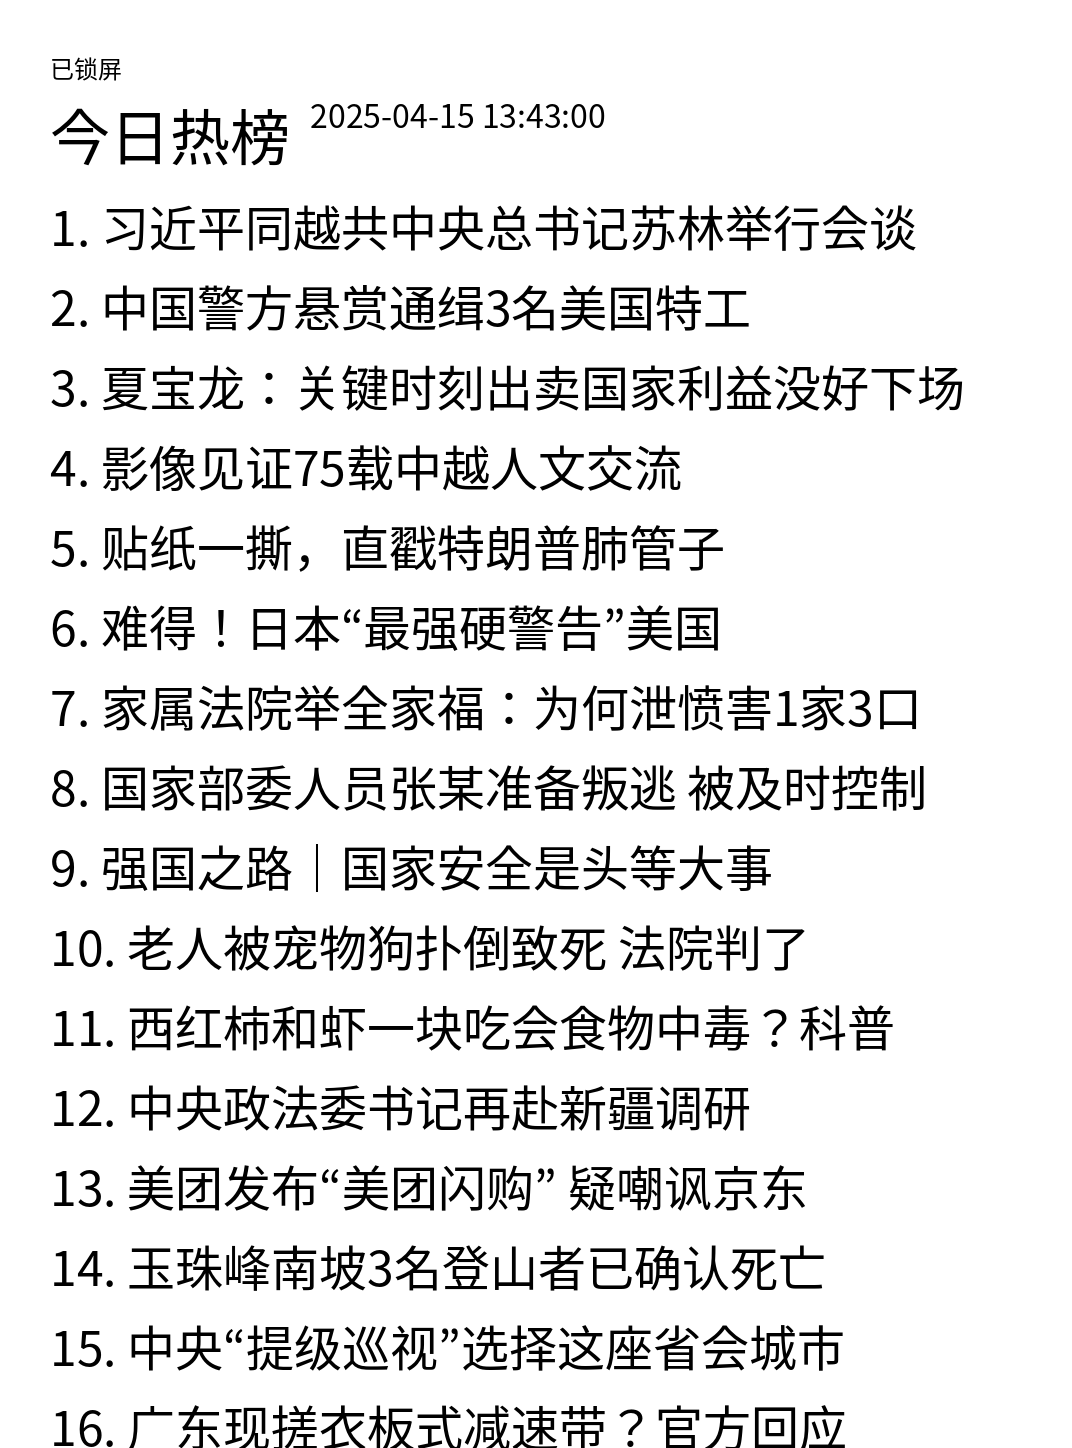 已锁屏
今日热榜 2025-04-15 13:43:00
1. 习近平同越共中央总书记苏林举行会谈
2. 中国警方悬赏通缉3名美国特工
3. 夏宝龙：关键时刻出卖国家利益没好下场
4. 影像见证75载中越人文交流
5. 贴纸一撕，直戳特朗普肺管子
6. 难得！日本“最强硬警告”美国
7. 家属法院举全家福：为何泄愤害1家3口
8. 国家部委人员张某准备叛逃 被及时控制
9. 强国之路｜国家安全是头等大事
10. 老人被宠物狗扑倒致死 法院判了
11. 西红柿和虾一块吃会食物中毒？科普
12. 中央政法委书记再赴新疆调研
13. 美团发布“美团闪购” 疑嘲讽京东
14. 玉珠峰南坡3名登山者已确认死亡
15. 中央“提级巡视”选择这座省会城市
16. 广东现搓衣板式减速带？官方回应